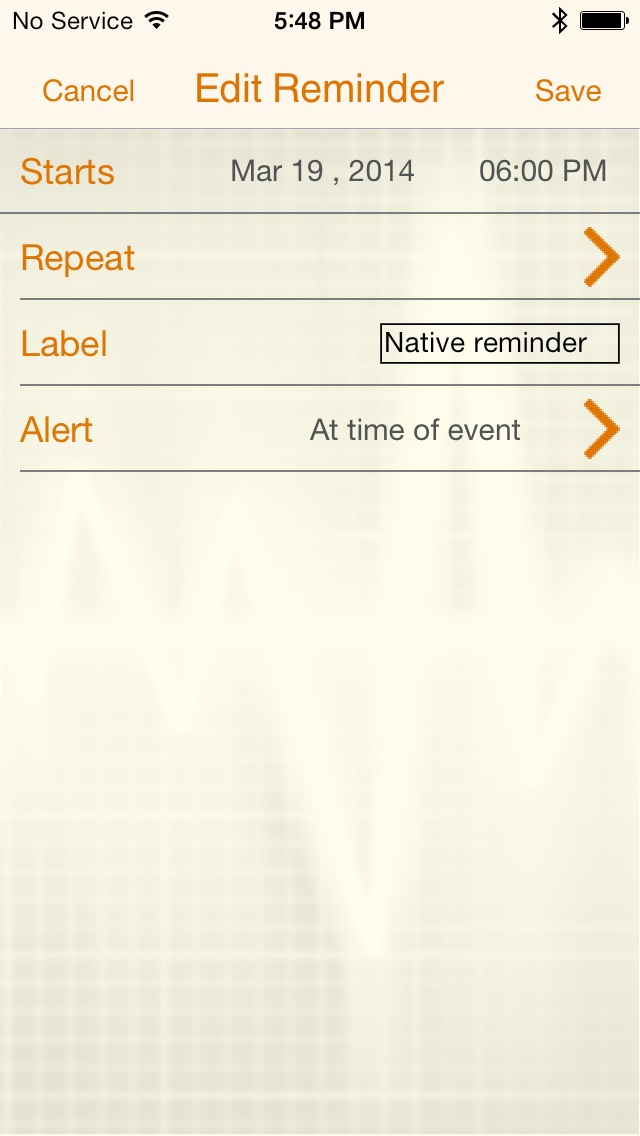 No Service 5:48 PM
Cancel Edit Reminder Save
Starts Mar 19 , 2014 06:00 PM
Repeat
Label Native reminder
Alert At time of event